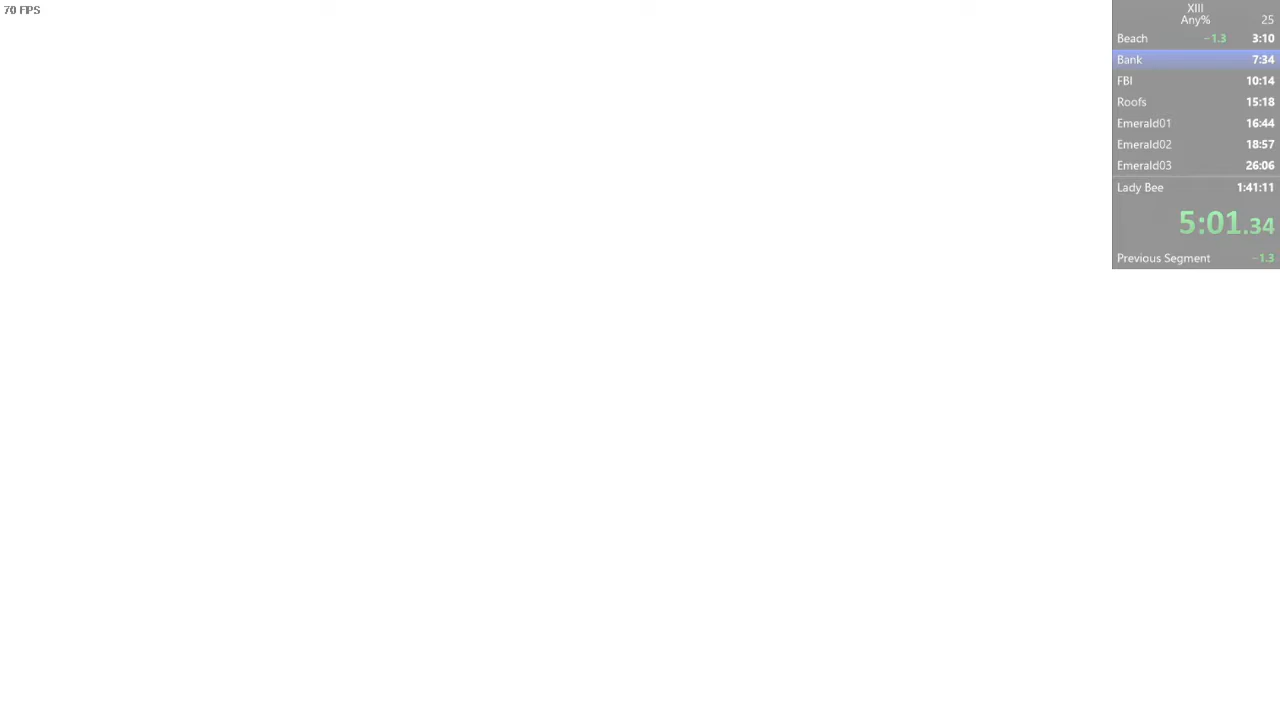 70 FPS
XIII
Any% 25
Beach −1.3 3:10
Bank 7:34
FBI 10:14
Roofs 15:18
Emerald01 16:44
Emerald02 18:57
Emerald03 26:06
Lady Bee 1:41:11
5:01.34
Previous Segment −1.3